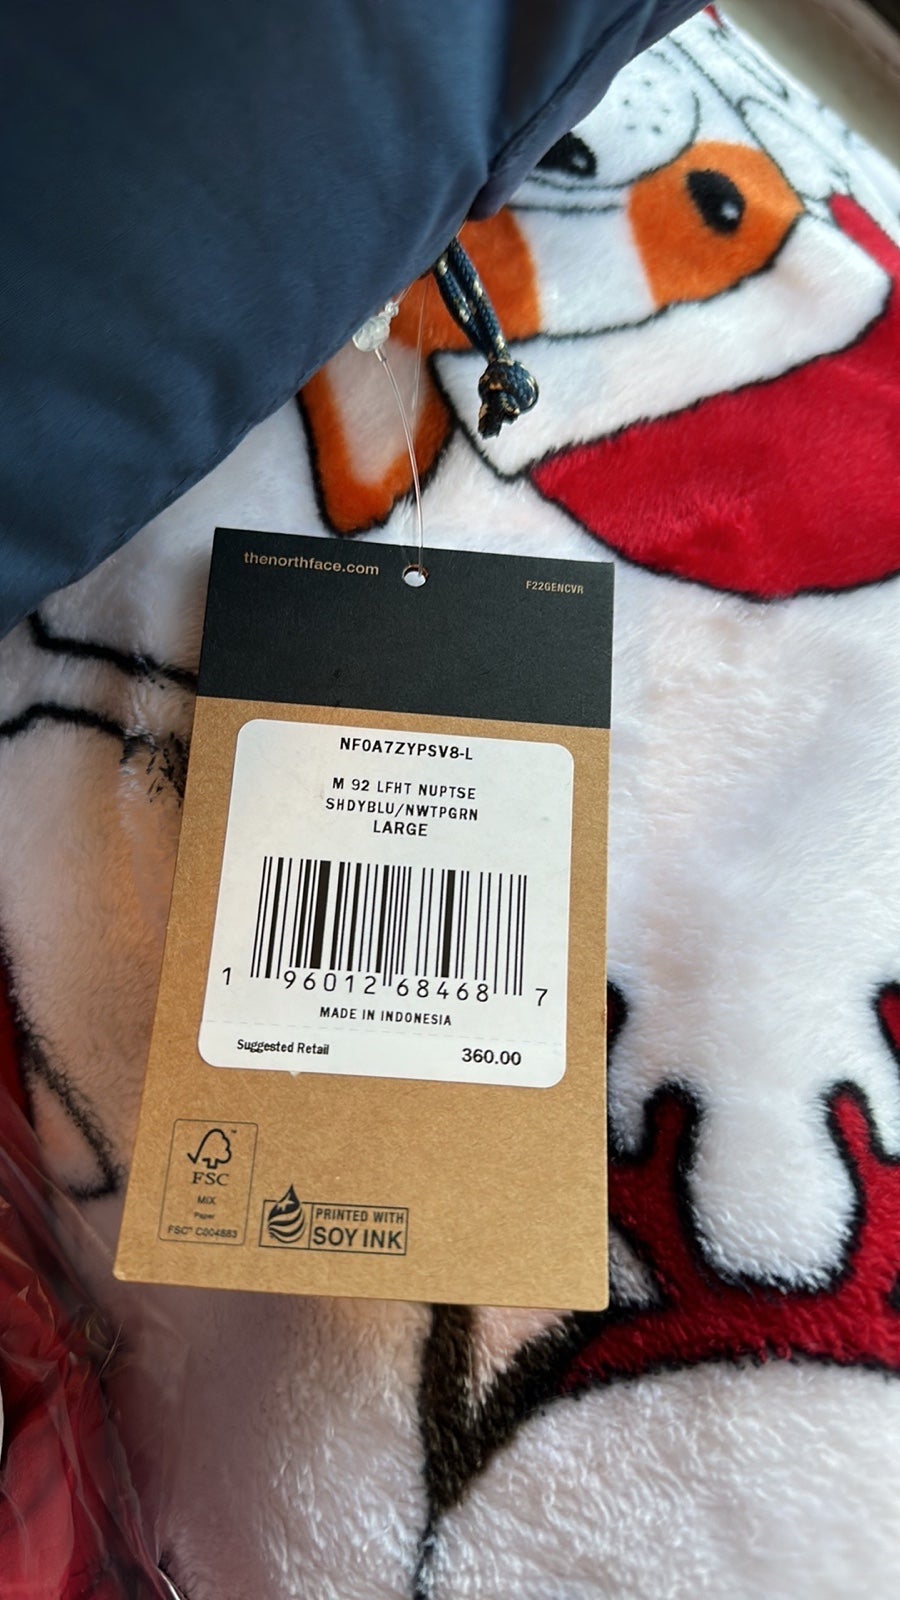 thenorthface.com
F22GENCVR
NF0A7ZYPSV8-L
M 92 LFHT NUPTSE
SHDYBLU/NWTPGRN
LARGE
1 96012 68468 7
MADE IN INDONESIA
Suggested Retail 360.00
FSC
MIX
Paper
FSC® C004683
PRINTED WITH
SOY INK